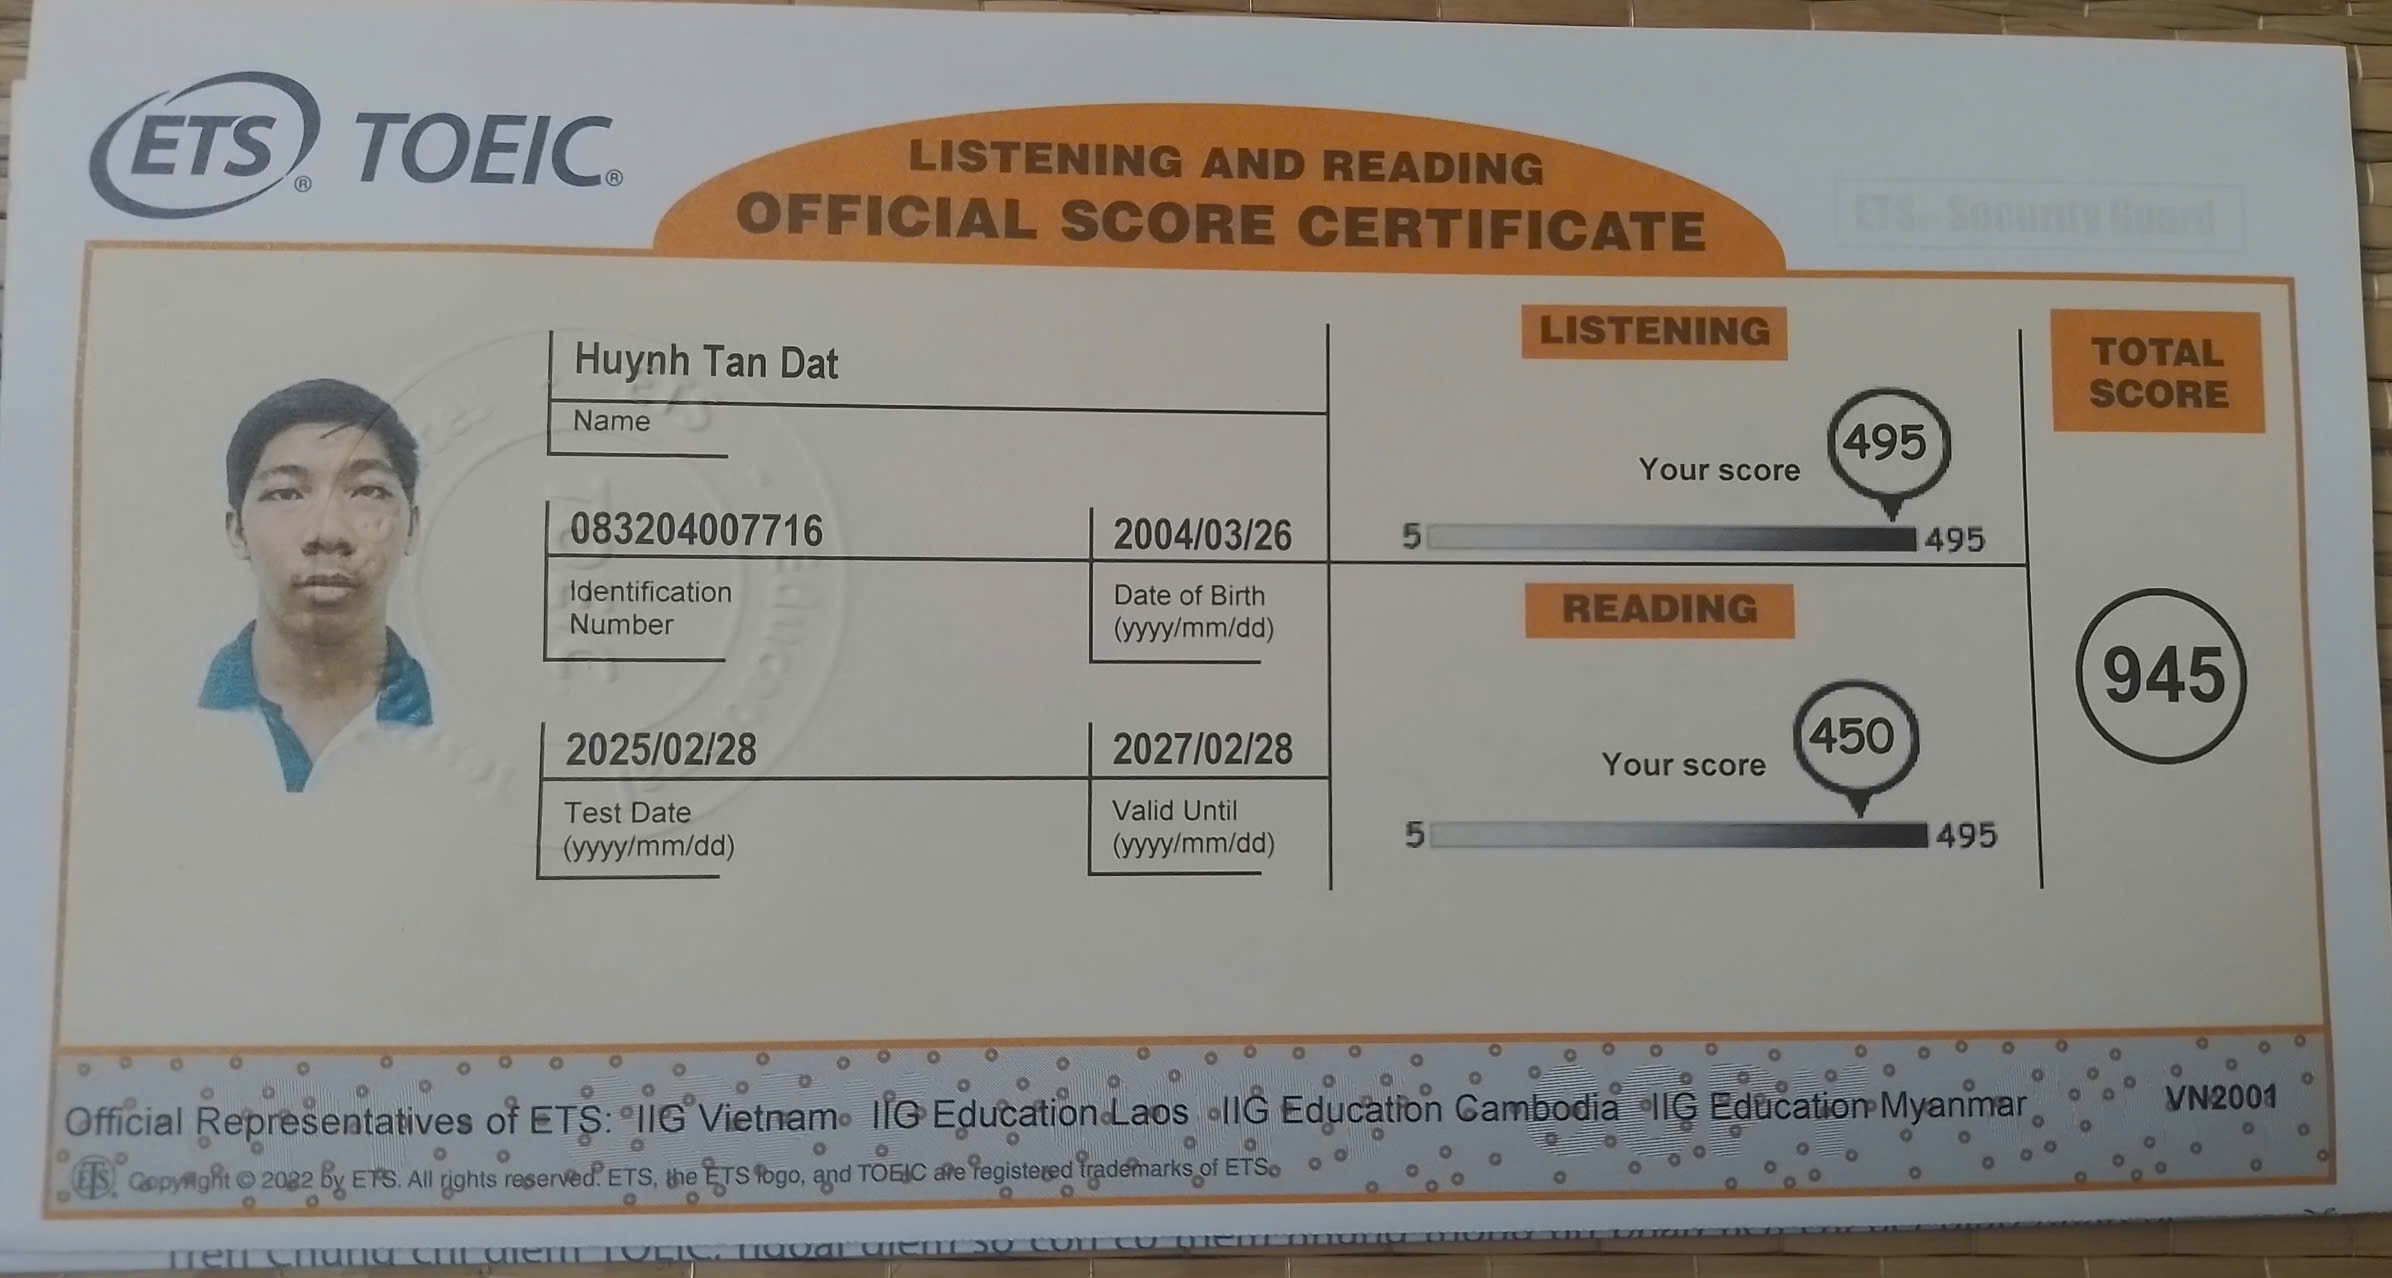 ETS® TOEIC®
LISTENING AND READING
OFFICIAL SCORE CERTIFICATE
ETS Security Guard
Huynh Tan Dat
Name
083204007716
Identification
Number
2004/03/26
Date of Birth
(yyyy/mm/dd)
2025/02/28
Test Date
(yyyy/mm/dd)
2027/02/28
Valid Until
(yyyy/mm/dd)
LISTENING
Your score
495
5 495
READING
Your score
450
5 495
TOTAL
SCORE
945
Official Representatives of ETS: IIG Vietnam IIG Education Laos IIG Education Cambodia IIG Education Myanmar
VN2001
ETS Copyright © 2022 by ETS. All rights reserved. ETS, the ETS logo, and TOEIC are registered trademarks of ETS.